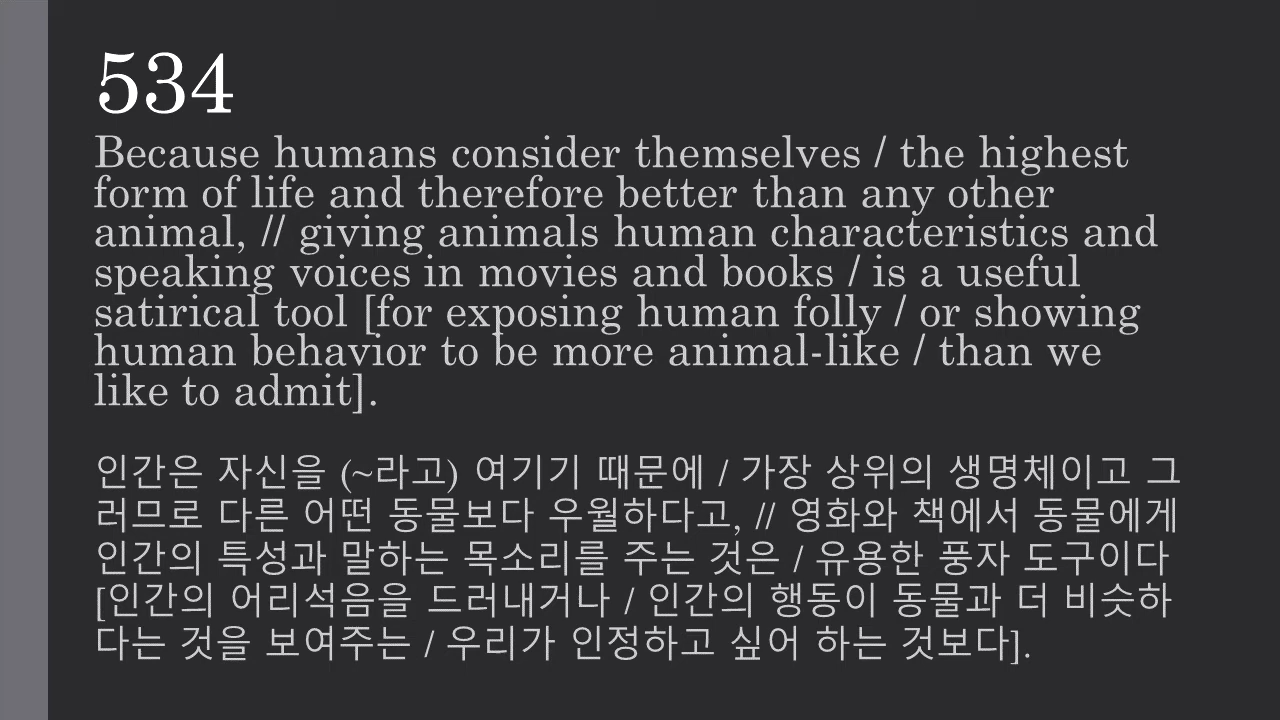 534
Because humans consider themselves / the highest
form of life and therefore better than any other
animal, // giving animals human characteristics and
speaking voices in movies and books / is a useful
satirical tool [for exposing human folly / or showing
human behavior to be more animal-like / than we
like to admit].
인간은 자신을 (~라고) 여기기 때문에 / 가장 상위의 생명체이고 그
러므로 다른 어떤 동물보다 우월하다고, // 영화와 책에서 동물에게
인간의 특성과 말하는 목소리를 주는 것은 / 유용한 풍자 도구이다
[인간의 어리석음을 드러내거나 / 인간의 행동이 동물과 더 비슷하
다는 것을 보여주는 / 우리가 인정하고 싶어 하는 것보다].